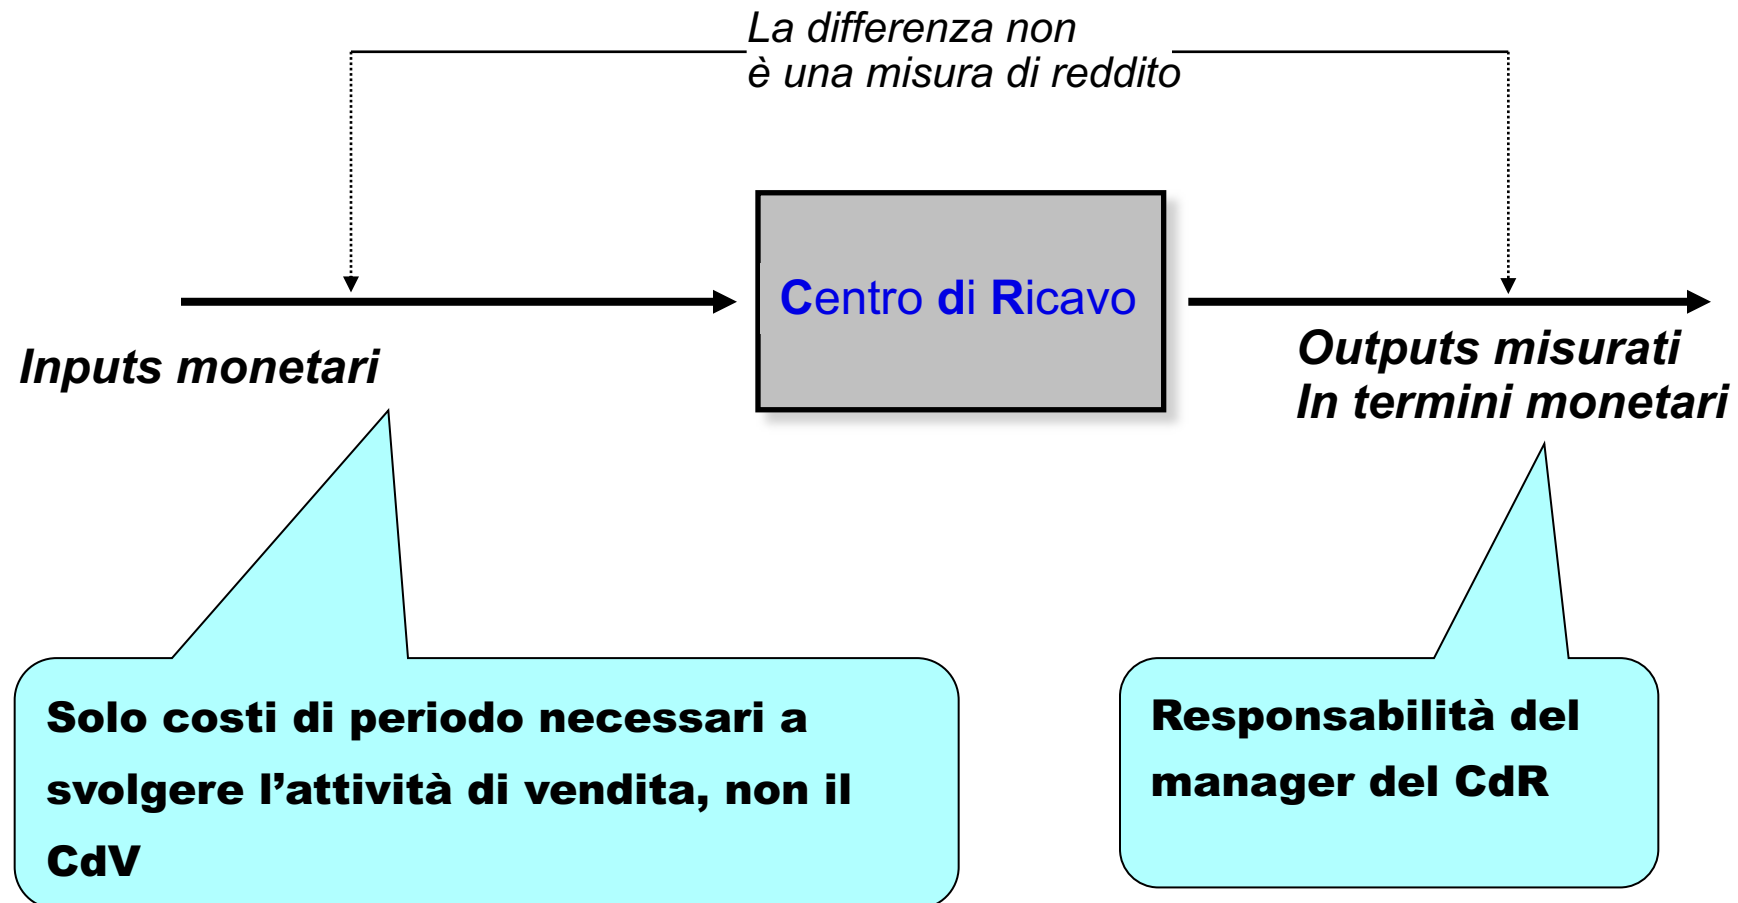 La differenza non
è una misura di reddito
Centro di Ricavo
Inputs monetari
Outputs misurati
In termini monetari
Solo costi di periodo necessari a
svolgere l’attività di vendita, non il
CdV
Responsabilità del
manager del CdR